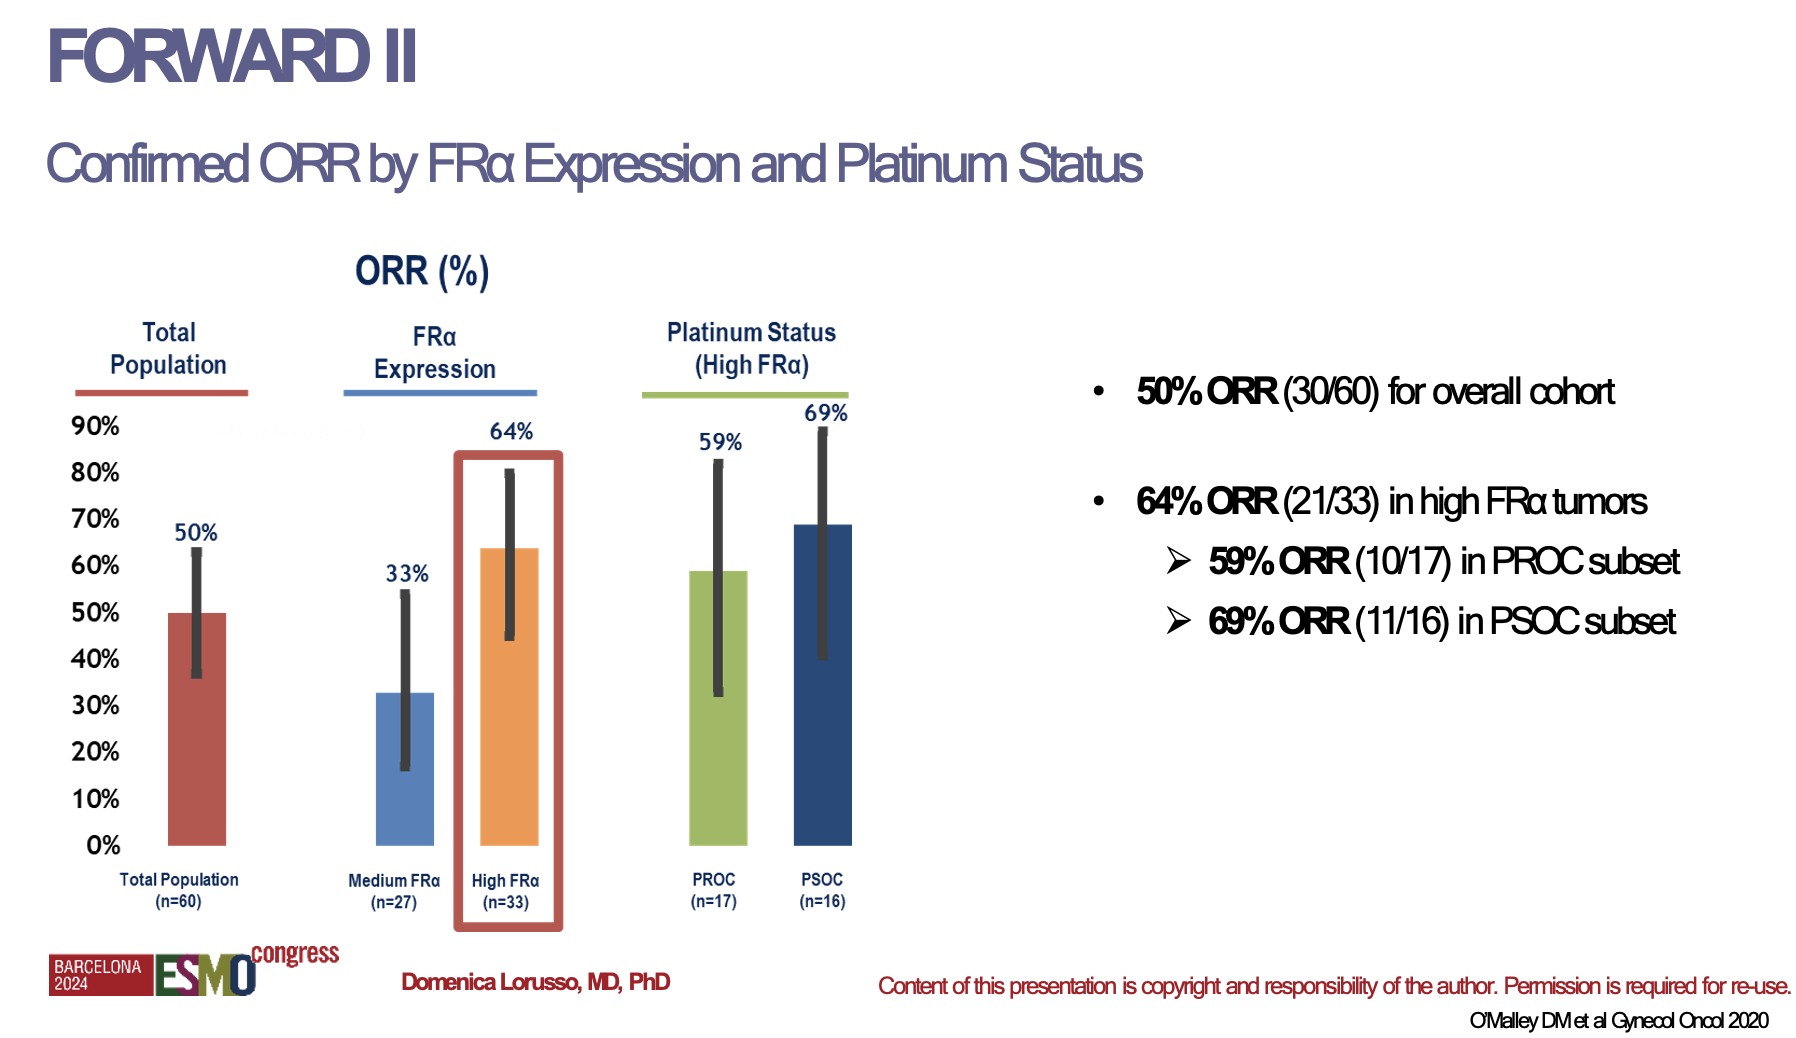 FORWARD II
Confirmed ORR by FRα Expression and Platinum Status
ORR (%)
Total
Population
FRα
Expression
Platinum Status
(High FRα)
90%
80%
70%
60%
50%
40%
30%
20%
10%
0%
50%
33%
64%
59%
69%
Total Population
(n=60)
Medium FRα
(n=27)
High FRα
(n=33)
PROC
(n=17)
PSOC
(n=16)
• 50% ORR (30/60) for overall cohort
• 64% ORR (21/33) in high FRα tumors
➢ 59% ORR (10/17) in PROC subset
➢ 69% ORR (11/16) in PSOC subset
BARCELONA
2024
ESMO
congress
Domenica Lorusso, MD, PhD
Content of this presentation is copyright and responsibility of the author. Permission is required for re-use.
O'Malley DM et al Gynecol Oncol 2020